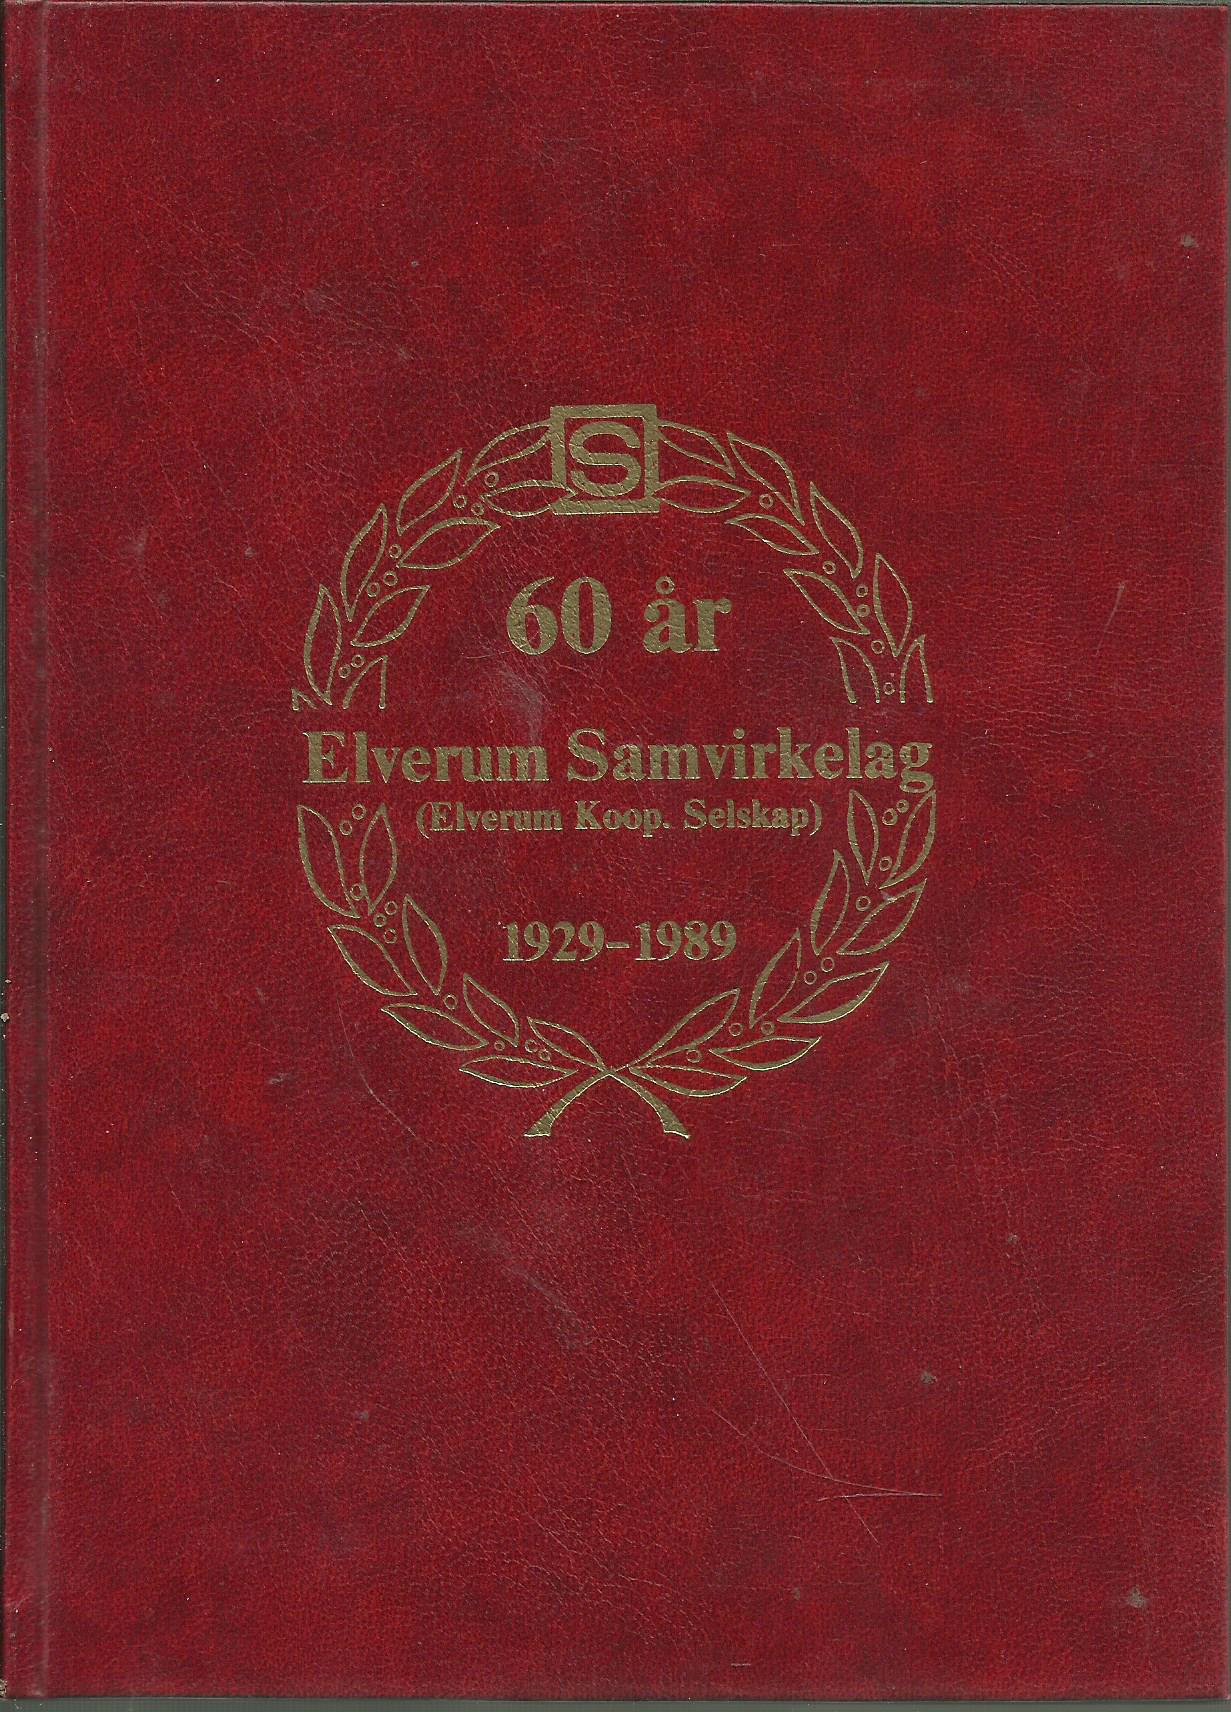 S
60 år
Elverum Samvirkelag
(Elverum Koop. Selskap)
1929–1989